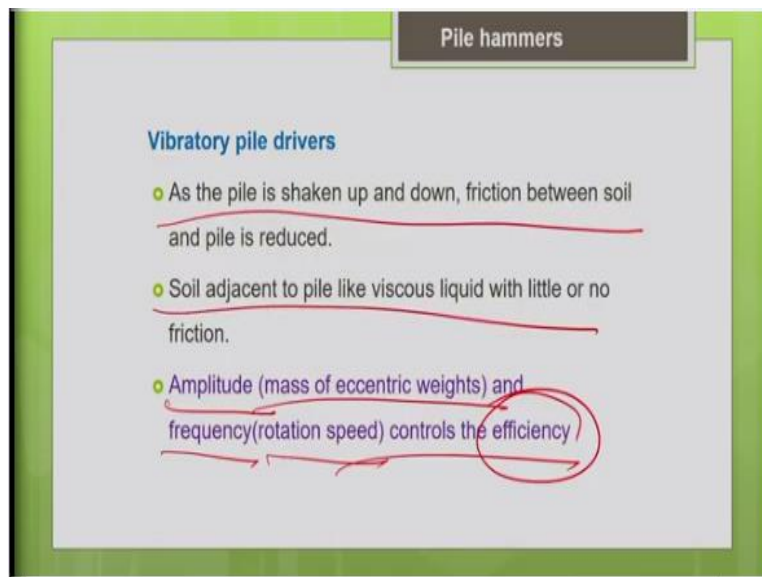 Pile hammers
Vibratory pile drivers
As the pile is shaken up and down, friction between soil
and pile is reduced.
Soil adjacent to pile like viscous liquid with little or no
friction.
Amplitude (mass of eccentric weights) and
frequency(rotation speed) controls the efficiency